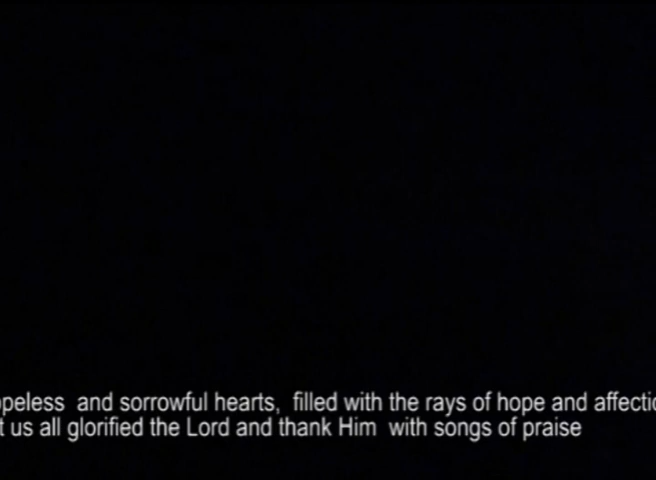 peless and sorrowful hearts, filled with the rays of hope and affectio
t us all glorified the Lord and thank Him with songs of praise